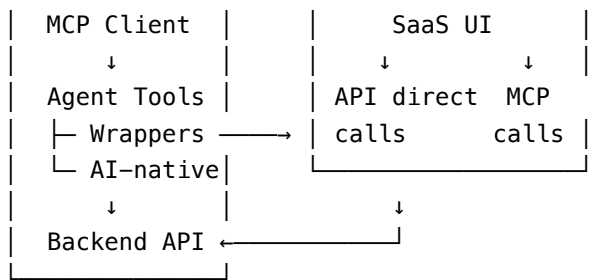 │  MCP Client  │     │     SaaS UI      │
│      ↓       │     │    ↓         ↓   │
│  Agent Tools │     │ API direct  MCP
│  ├─ Wrappers ────→ │ calls      calls │
│  └─ AI-native│     └──────────────────┘
│      ↓       │           ↓
│  Backend API ←───────────┘
└──────────────┘